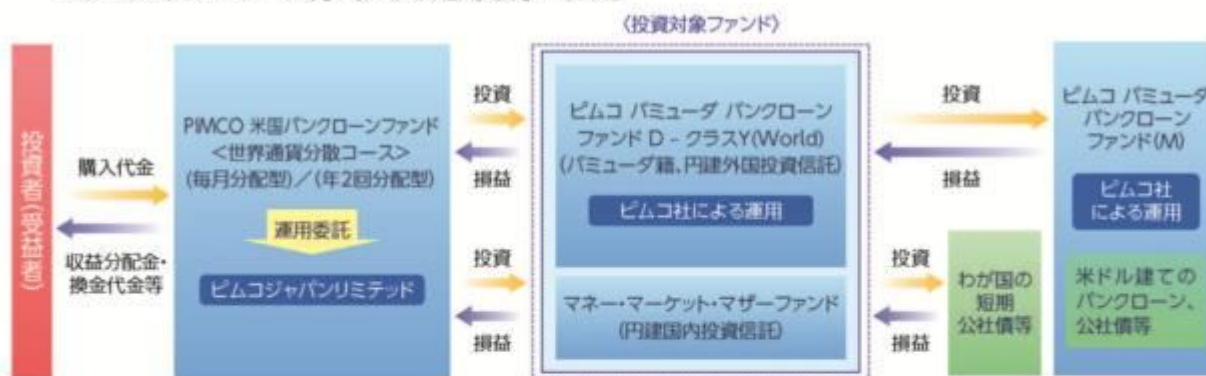 〈投資対象ファンド〉
投資者(受益者)
購入代金
収益分配金・
換金代金等
PIMCO 米国バンクローンファンド
<世界通貨分散コース>
(毎月分配型)/(年2回分配型)
運用委託
ピムコジャパンリミテッド
投資
損益
投資
損益
ピムコ バミューダ バンクローン
ファンド D - クラスY(World)
(バミューダ籍、円建外国投資信託)
ピムコ社による運用
マネー・マーケット・マザーファンド
(円建国内投資信託)
投資
損益
投資
損益
わが国の
短期
公社債等
ピムコ バミューダ
バンクローン
ファンド(M)
ピムコ社
による運用
米ドル建ての
バンクローン、
公社債等